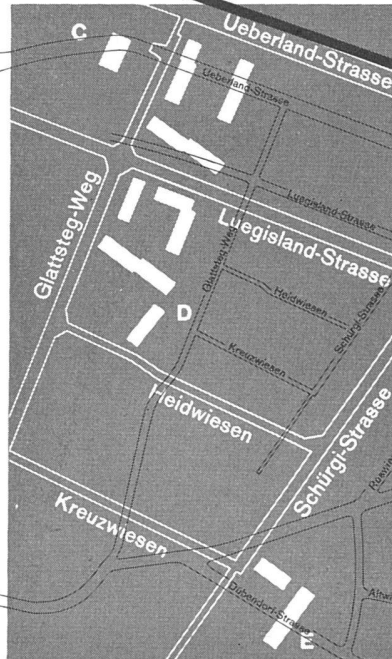 C
Ueberland-Strasse
Ueberland-Strasse
Glattsteg-Weg
Luegisland-Strasse
Luegisland-Strasse
Glattsteg-Weg
Heidwiesen
Schürgi-Strasse
D
Kreuzwiesen
Heidwiesen
Schürgi-Strasse
Kreuzwiesen
Dübendorf-Strasse
E